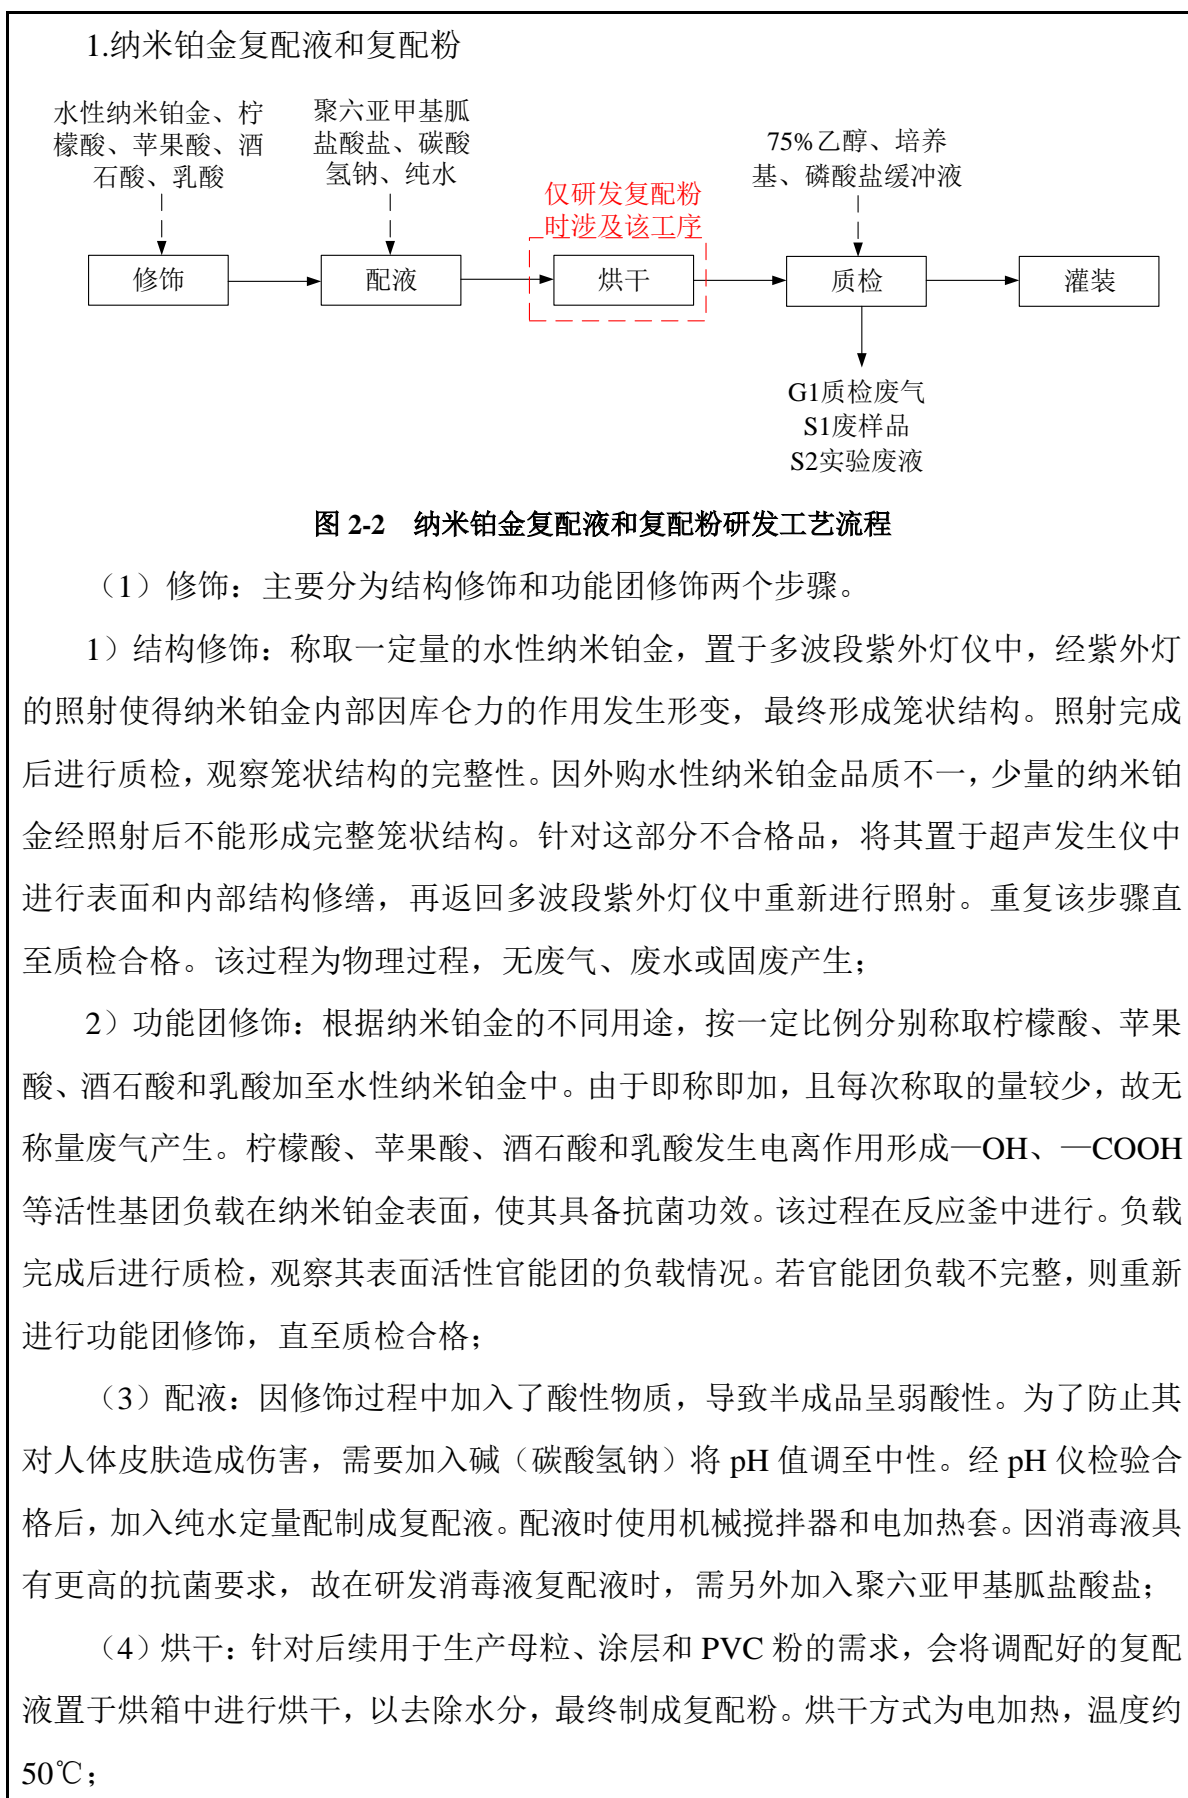 1.纳米铂金复配液和复配粉
水性纳米铂金、柠
檬酸、苹果酸、酒
石酸、乳酸
聚六亚甲基胍
盐酸盐、碳酸
氢钠、纯水
仅研发复配粉
时涉及该工序
75%乙醇、培养
基、磷酸盐缓冲液
修饰
配液
烘干
质检
灌装
G1质检废气
S1废样品
S2实验废液
图 2-2 纳米铂金复配液和复配粉研发工艺流程
（1）修饰：主要分为结构修饰和功能团修饰两个步骤。
1）结构修饰：称取一定量的水性纳米铂金，置于多波段紫外灯仪中，经紫外灯
的照射使得纳米铂金内部因库仑力的作用发生形变，最终形成笼状结构。照射完成
后进行质检，观察笼状结构的完整性。因外购水性纳米铂金品质不一，少量的纳米铂
金经照射后不能形成完整笼状结构。针对这部分不合格品，将其置于超声发生仪中
进行表面和内部结构修缮，再返回多波段紫外灯仪中重新进行照射。重复该步骤直
至质检合格。该过程为物理过程，无废气、废水或固废产生；
2）功能团修饰：根据纳米铂金的不同用途，按一定比例分别称取柠檬酸、苹果
酸、酒石酸和乳酸加至水性纳米铂金中。由于即称即加，且每次称取的量较少，故无
称量废气产生。柠檬酸、苹果酸、酒石酸和乳酸发生电离作用形成—OH、—COOH
等活性基团负载在纳米铂金表面，使其具备抗菌功效。该过程在反应釜中进行。负载
完成后进行质检，观察其表面活性官能团的负载情况。若官能团负载不完整，则重新
进行功能团修饰，直至质检合格；
（3）配液：因修饰过程中加入了酸性物质，导致半成品呈弱酸性。为了防止其
对人体皮肤造成伤害，需要加入碱（碳酸氢钠）将 pH 值调至中性。经 pH 仪检验合
格后，加入纯水定量配制成复配液。配液时使用机械搅拌器和电加热套。因消毒液具
有更高的抗菌要求，故在研发消毒液复配液时，需另外加入聚六亚甲基胍盐酸盐；
（4）烘干：针对后续用于生产母粒、涂层和 PVC 粉的需求，会将调配好的复配
液置于烘箱中进行烘干，以去除水分，最终制成复配粉。烘干方式为电加热，温度约
50℃；